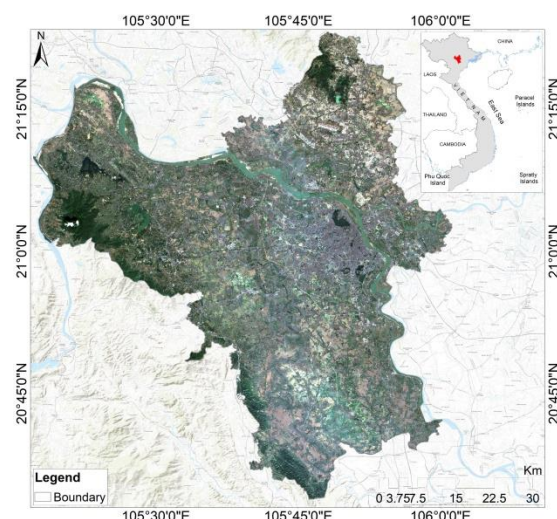 105°30'0"E
105°45'0"E
106°0'0"E
N
CHINA
LAOS
VIETNAM
East Sea
Paracel
Islands
THAILAND
CAMBODIA
Phu Quoc
Island
Spratly
Islands
21°15'0"N
21°15'0"N
21°0'0"N
21°0'0"N
20°45'0"N
20°45'0"N
Legend
Boundary
Km
0 3.757.5 15 22.5 30
105°30'0"E
105°45'0"E
106°0'0"E